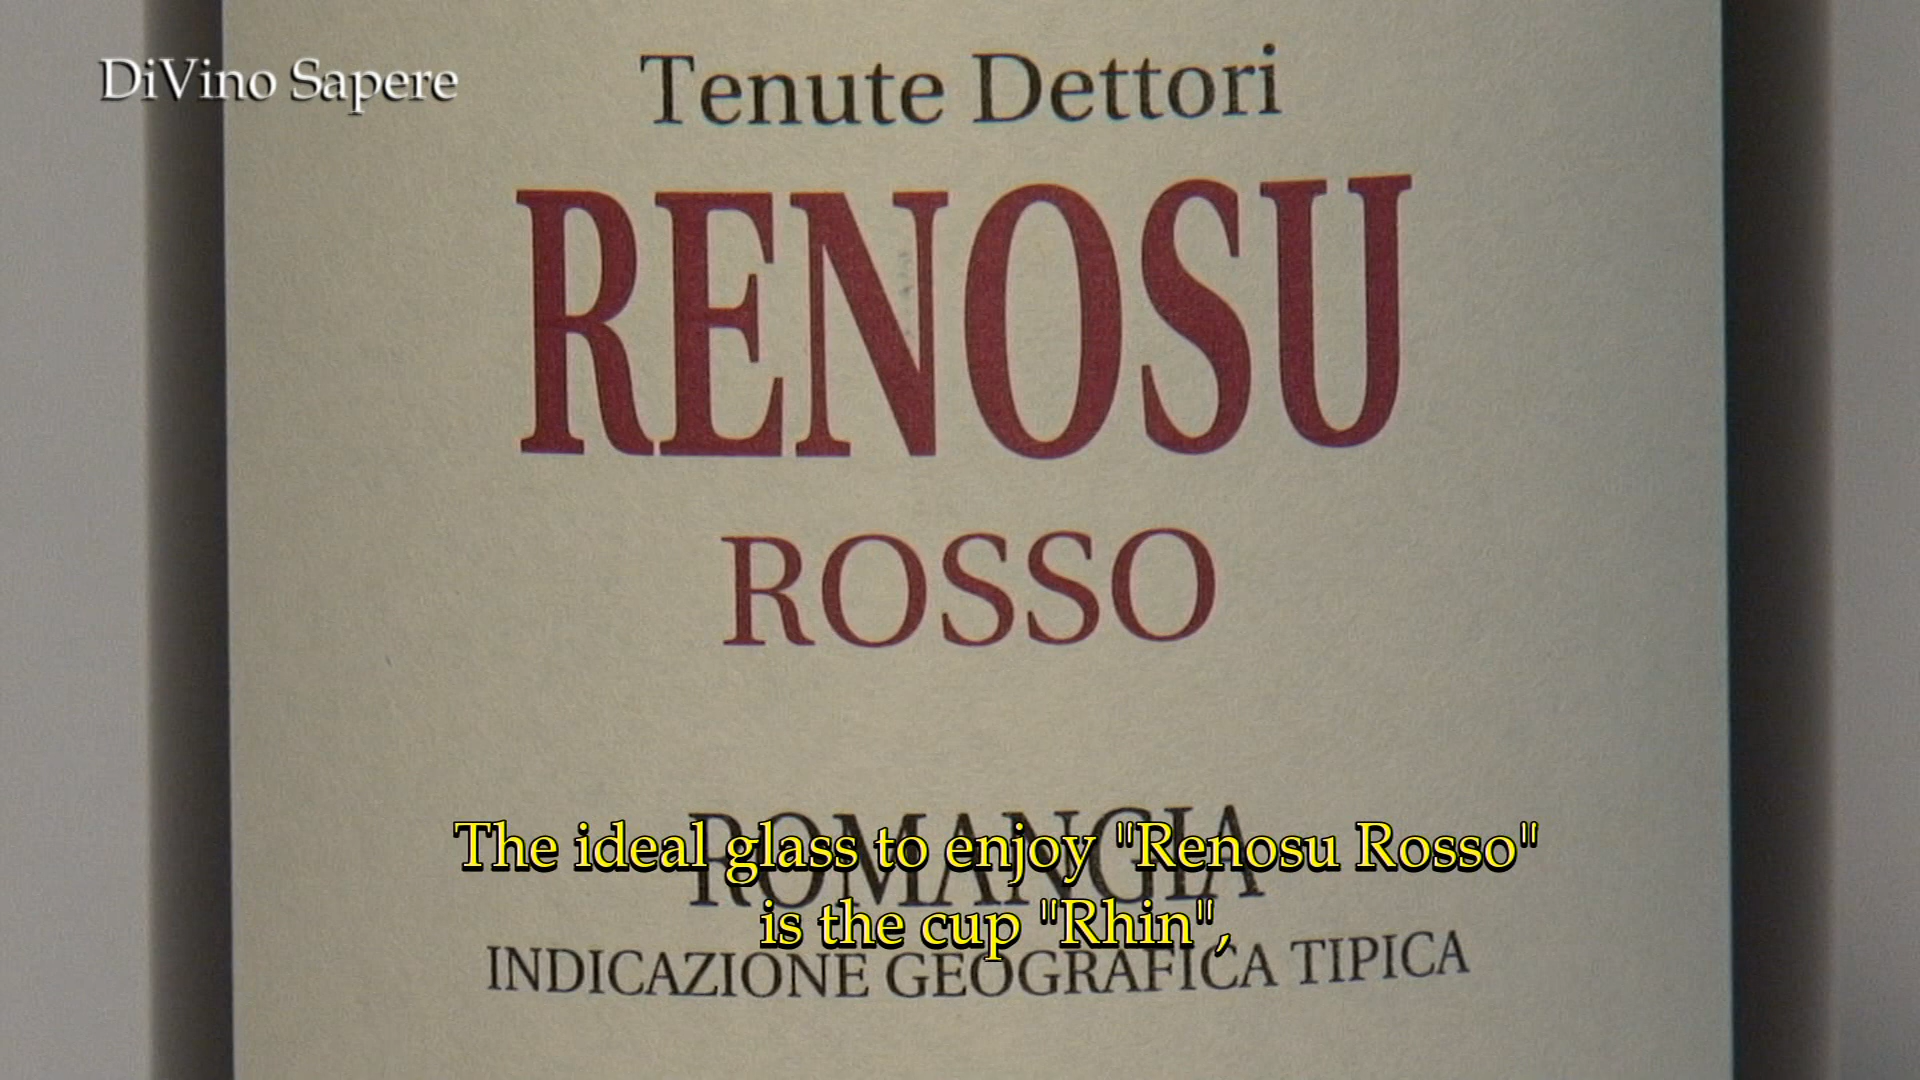 DiVino Sapere
Tenute Dettori
RENOSU
ROSSO
ROMANGIA
The ideal glass to enjoy "Renosu Rosso"
is the cup "Rhin",
INDICAZIONE GEOGRAFICA TIPICA